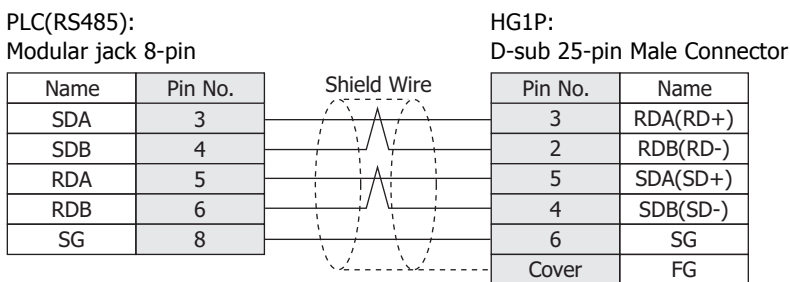 PLC(RS485): HG1P:
Modular jack 8-pin D-sub 25-pin Male Connector
Name Pin No. Shield Wire Pin No. Name
SDA 3 3 RDA(RD+)
SDB 4 2 RDB(RD-)
RDA 5 5 SDA(SD+)
RDB 6 4 SDB(SD-)
SG 8 6 SG
Cover FG